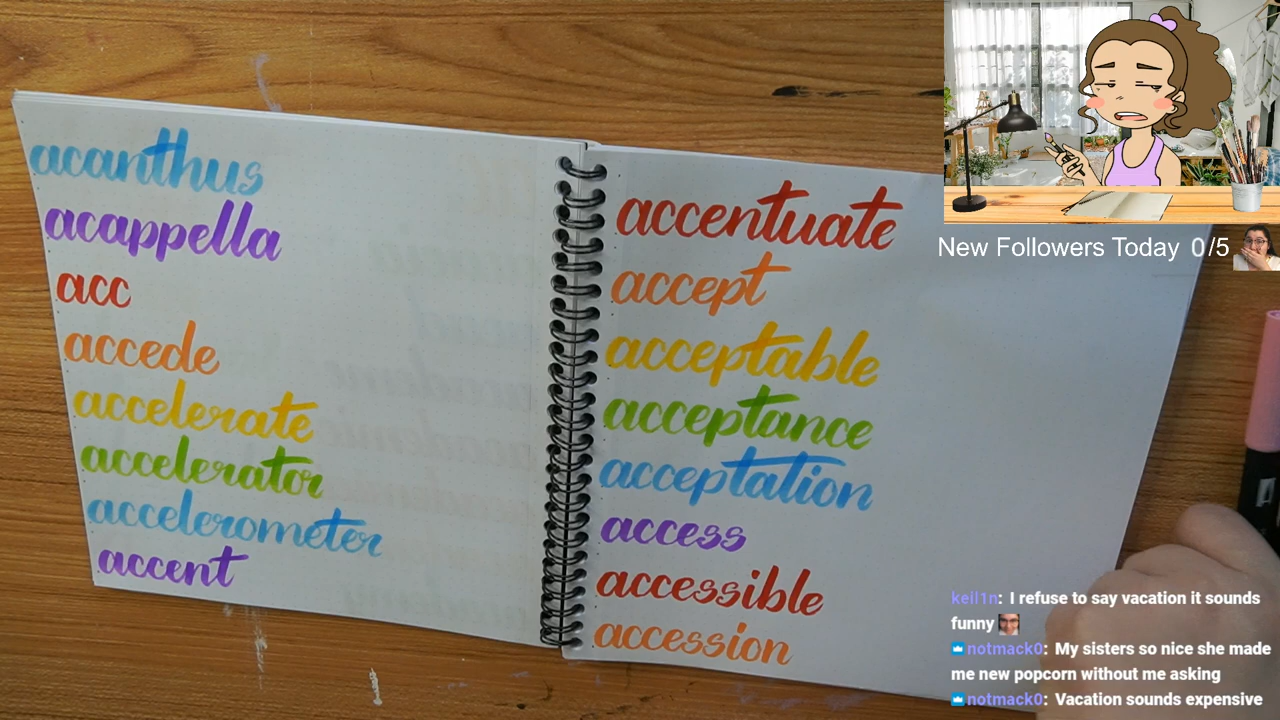 acanthus
acappella
acc
accede
accelerate
accelerator
accelerometer
accent
accentuate
accept
acceptable
acceptance
acceptation
access
accessible
accession
New Followers Today 0/5
keil1n: I refuse to say vacation it sounds
funny
notmack0: My sisters so nice she made
me new popcorn without me asking
notmack0: Vacation sounds expensive